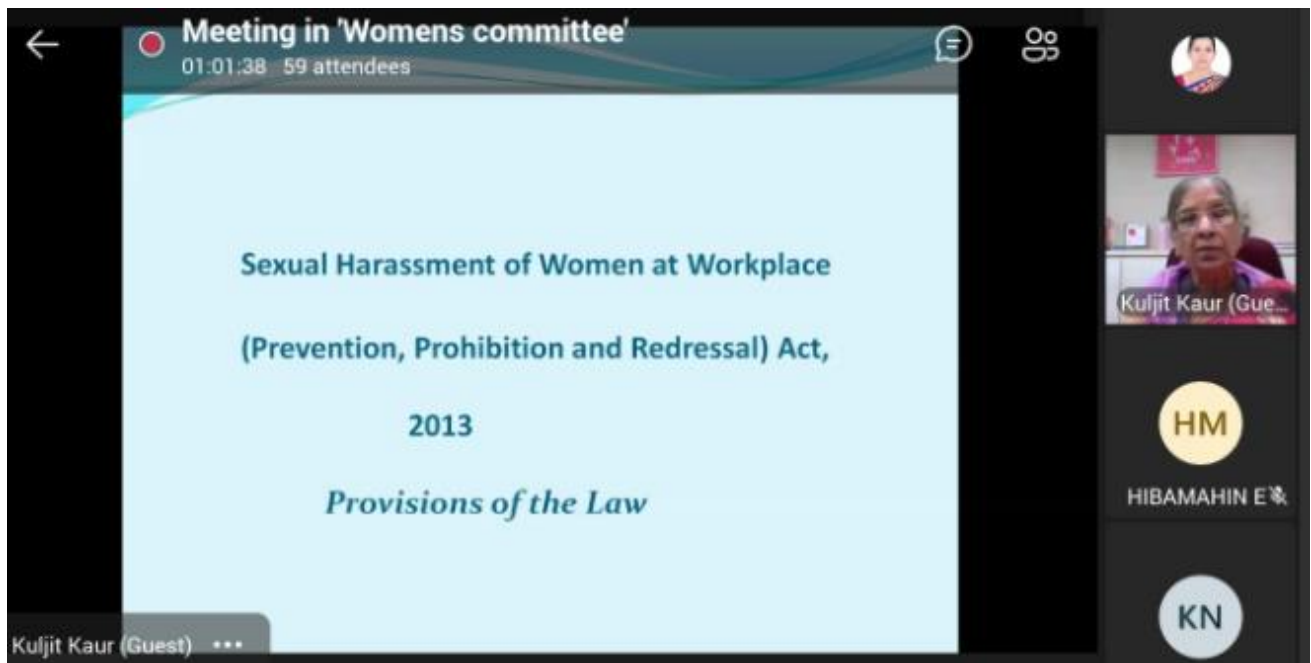 Meeting in 'Womens committee'
01:01:38 59 attendees
Sexual Harassment of Women at Workplace
(Prevention, Prohibition and Redressal) Act,
2013
Provisions of the Law
Kuljit Kaur (Guest) •••
Kuljit Kaur (Gue...
HM
HIBAMAHIN E
KN